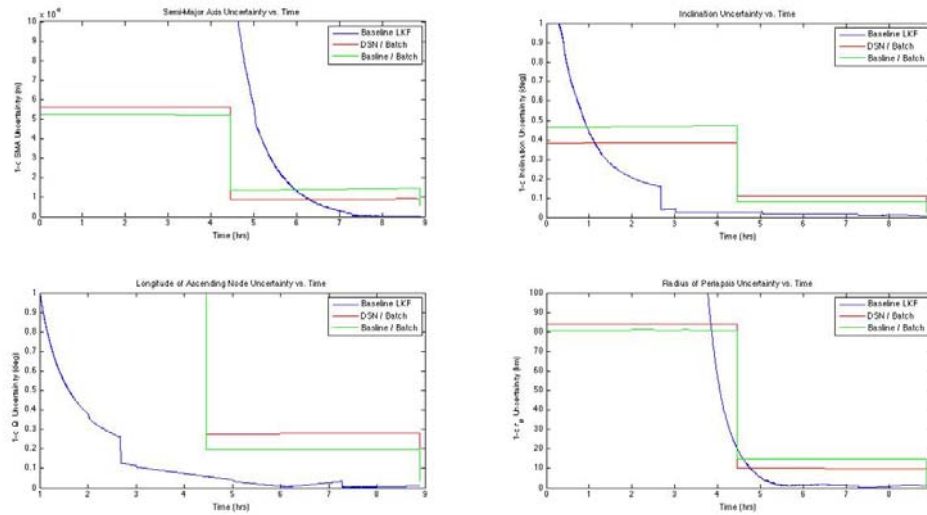 Semi-Major Axis Uncertainty vs. Time
Baseline LKF
DSN / Batch
Basline / Batch
10
9
8
7
6
5
4
3
2
1
0
0 1 2 3 4 5 6 7 8 9
Time (hrs)
Inclination Uncertainty vs. Time
1-σ Inclination Uncertainty (deg)
Baseline LKF
DSN / Batch
Basline / Batch
1
0.9
0.8
0.7
0.6
0.5
0.4
0.3
0.2
0.1
0
0 1 2 3 4 5 6 7 8
Time (hrs)
Longitude of Ascending Node Uncertainty vs. Time
1-σ Ω Uncertainty (deg)
Baseline LKF
DSN / Batch
Basline / Batch
1
0.9
0.8
0.7
0.6
0.5
0.4
0.3
0.2
0.1
0
1 2 3 4 5 6 7 8 9
Time (hrs)
Radius of Periapsis Uncertainty vs. Time
Uncertainty (km)
Baseline LKF
DSN / Batch
Basline / Batch
100
90
80
70
60
50
40
30
20
10
0
0 1 2 3 4 5 6 7 8
Time (hrs)